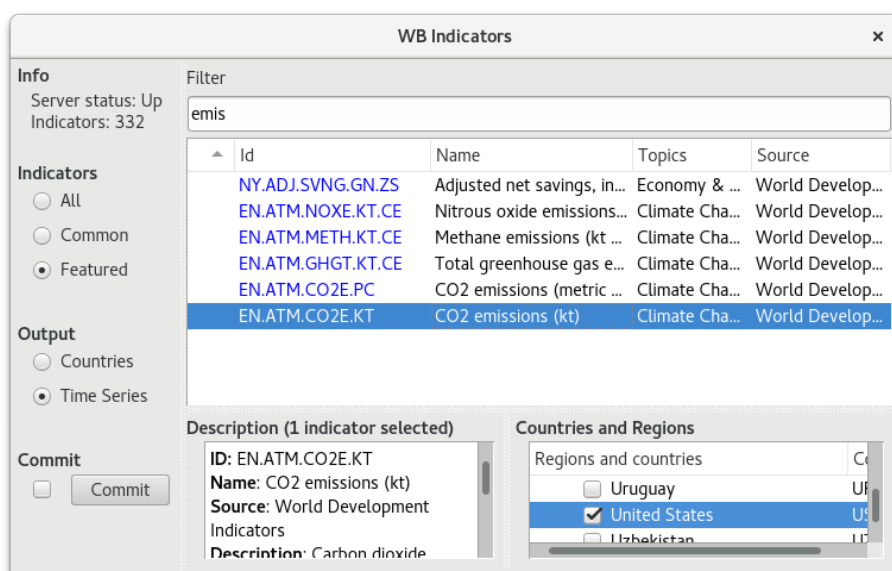 WB Indicators
×
Info
Server status: Up
Indicators: 332
Indicators
All
Common
Featured
Output
Countries
Time Series
Commit
Commit
Filter
emis
Id Name Topics Source
NY.ADJ.SVNG.GN.ZS Adjusted net savings, in... Economy & ... World Develop...
EN.ATM.NOXE.KT.CE Nitrous oxide emissions... Climate Cha... World Develop...
EN.ATM.METH.KT.CE Methane emissions (kt ... Climate Cha... World Develop...
EN.ATM.GHGT.KT.CE Total greenhouse gas e... Climate Cha... World Develop...
EN.ATM.CO2E.PC CO2 emissions (metric ... Climate Cha... World Develop...
EN.ATM.CO2E.KT CO2 emissions (kt) Climate Cha... World Develop...
Description (1 indicator selected)
ID: EN.ATM.CO2E.KT
Name: CO2 emissions (kt)
Source: World Development
Indicators
Description: Carbon dioxide
Countries and Regions
Regions and countries
Uruguay
United States
Uzbekistan